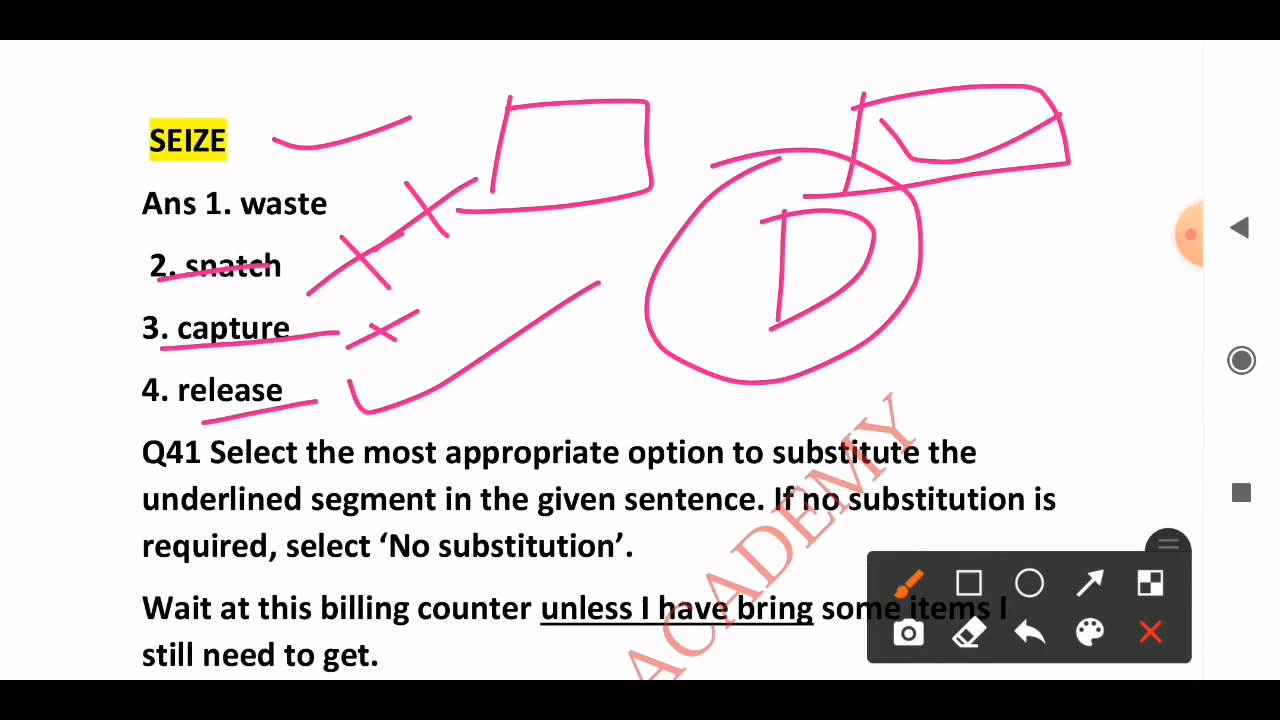 SEIZE
Ans 1. waste
2. snatch
3. capture
4. release
D
Q41 Select the most appropriate option to substitute the
underlined segment in the given sentence. If no substitution is
required, select ‘No substitution’.
Wait at this billing counter unless I have bring some items I
still need to get.
ACADEMY